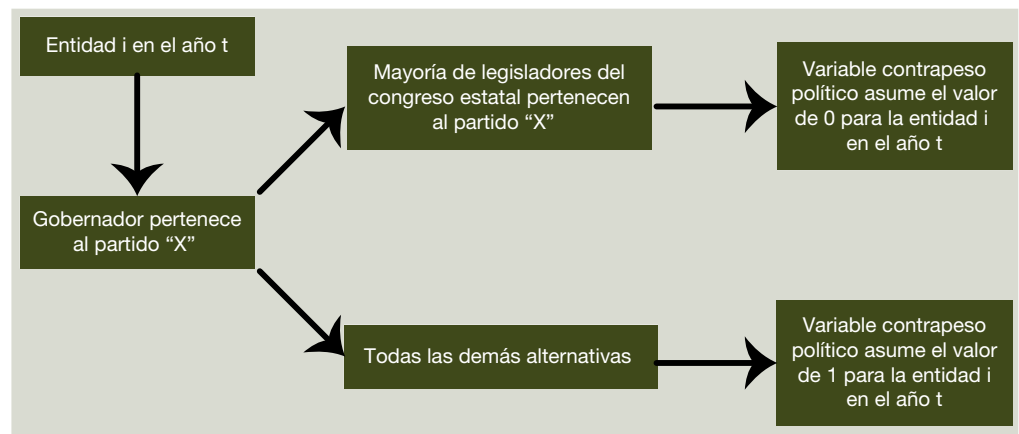 Entidad i en el año t
Gobernador pertenece
al partido “X”
Mayoría de legisladores del
congreso estatal pertenecen
al partido “X”
Variable contrapeso
político asume el valor
de 0 para la entidad i
en el año t
Todas las demás alternativas
Variable contrapeso
político asume el valor
de 1 para la entidad i
en el año t